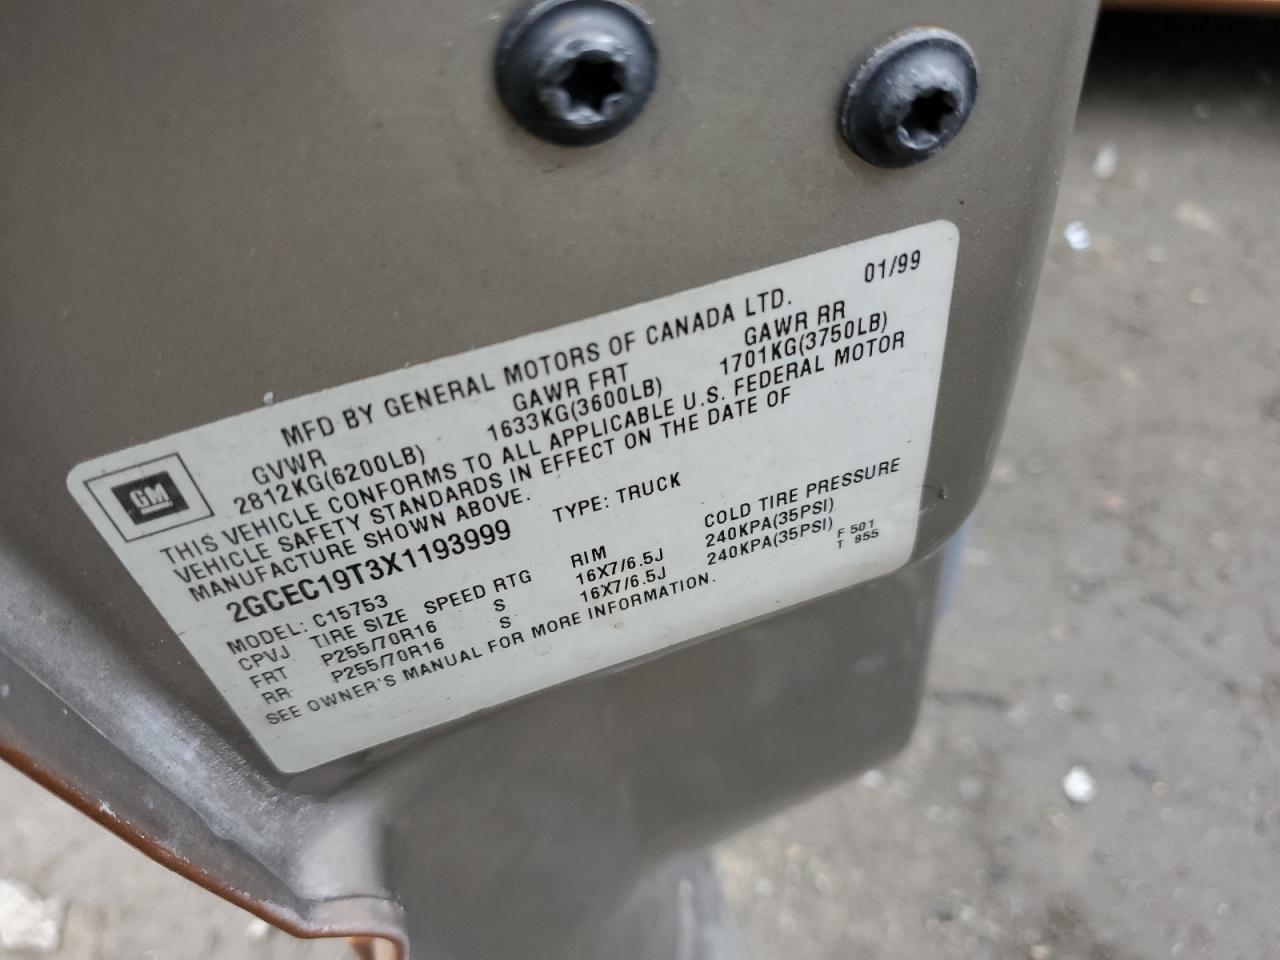 MFD BY GENERAL MOTORS OF CANADA LTD. 01/99
GVWR GAWR FRT GAWR RR
2812KG(6200LB) 1633KG(3600LB) 1701KG(3750LB)
THIS VEHICLE CONFORMS TO ALL APPLICABLE U.S. FEDERAL MOTOR
VEHICLE SAFETY STANDARDS IN EFFECT ON THE DATE OF
MANUFACTURE SHOWN ABOVE.
2GCEC19T3X1193999 TYPE: TRUCK
MODEL: C15753
CPVJ TIRE SIZE SPEED RTG RIM COLD TIRE PRESSURE
FRT P255/70R16 S 16X7/6.5J 240KPA(35PSI)
RR P255/70R16 S 16X7/6.5J 240KPA(35PSI)
SEE OWNER'S MANUAL FOR MORE INFORMATION.
F 501
T 855
GM